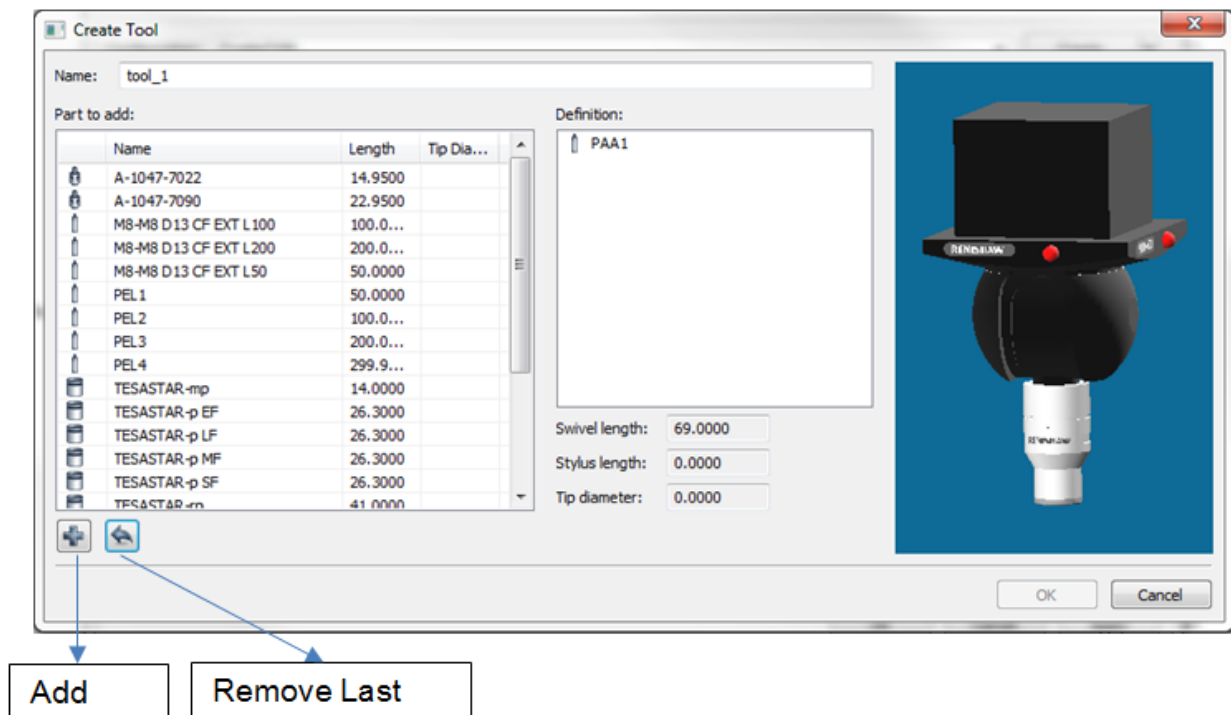 Create Tool
Name: tool_1
Part to add:
Name Length Tip Dia...
A-1047-7022 14.9500
A-1047-7090 22.9500
M8-M8 D13 CF EXT L100 100.0...
M8-M8 D13 CF EXT L200 200.0...
M8-M8 D13 CF EXT L50 50.0000
PEL1 50.0000
PEL2 100.0...
PEL3 200.0...
PEL4 299.9...
TESASTAR-mp 14.0000
TESASTAR-p EF 26.3000
TESASTAR-p LF 26.3000
TESASTAR-p MF 26.3000
TESASTAR-p SF 26.3000
TESASTAR-rp 41.0000
Definition:
PAA1
Swivel length: 69.0000
Stylus length: 0.0000
Tip diameter: 0.0000
RENISHAW
OK Cancel
Add
Remove Last